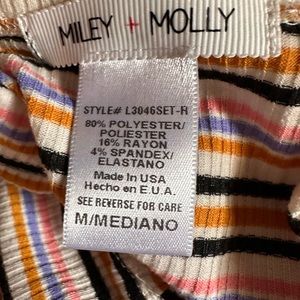 MILEY + MOLLY
STYLE# L3046SET-R
80% POLYESTER/
POLIESTER
16% RAYON
4% SPANDEX/
ELASTANO
Made In USA
Hecho en E.U.A.
SEE REVERSE FOR CARE
M/MEDIANO